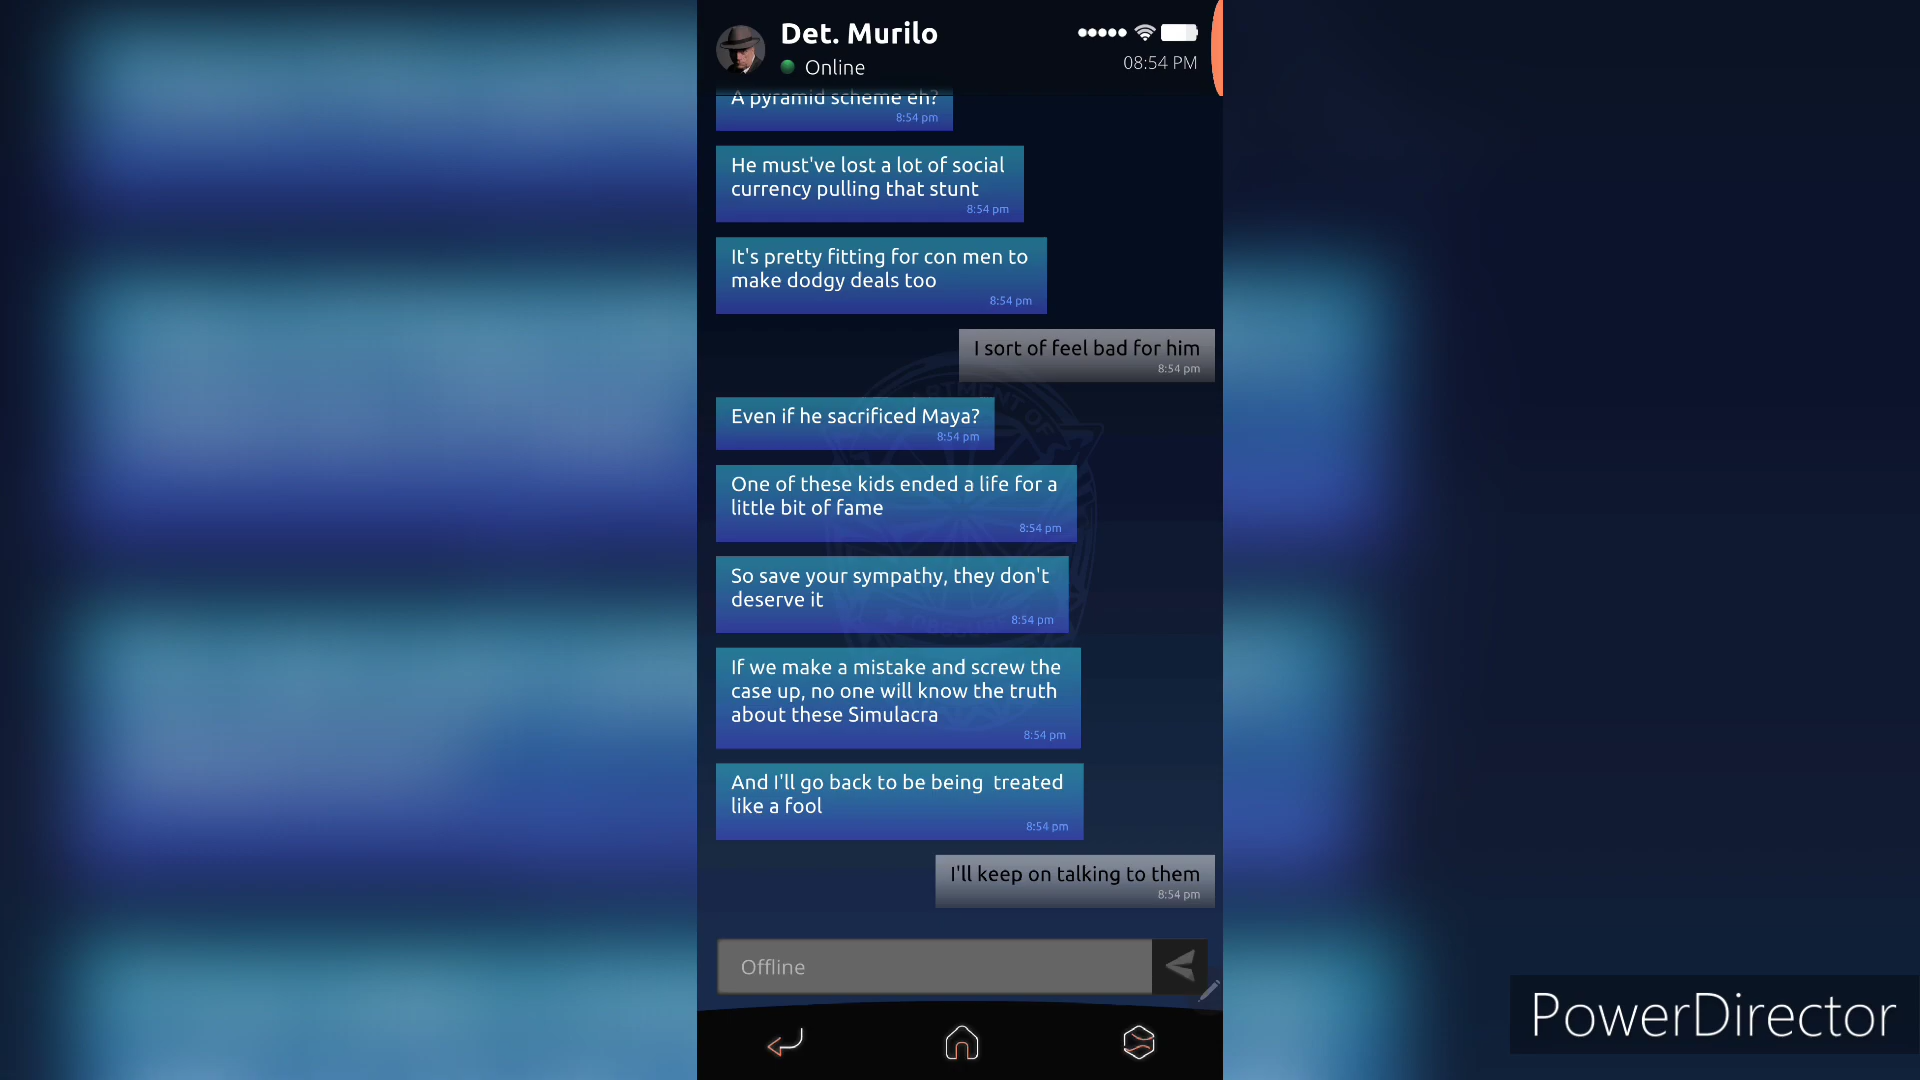 Det. Murilo
Online
08:54 PM
A pyramid scheme eh?
8:54 pm
He must've lost a lot of social
currency pulling that stunt
8:54 pm
It's pretty fitting for con men to
make dodgy deals too
8:54 pm
I sort of feel bad for him
8:54 pm
Even if he sacrificed Maya?
8:54 pm
One of these kids ended a life for a
little bit of fame
8:54 pm
So save your sympathy, they don't
deserve it
8:54 pm
If we make a mistake and screw the
case up, no one will know the truth
about these Simulacra
8:54 pm
And I'll go back to be being  treated
like a fool
8:54 pm
I'll keep on talking to them
8:54 pm
Offline
PowerDirector